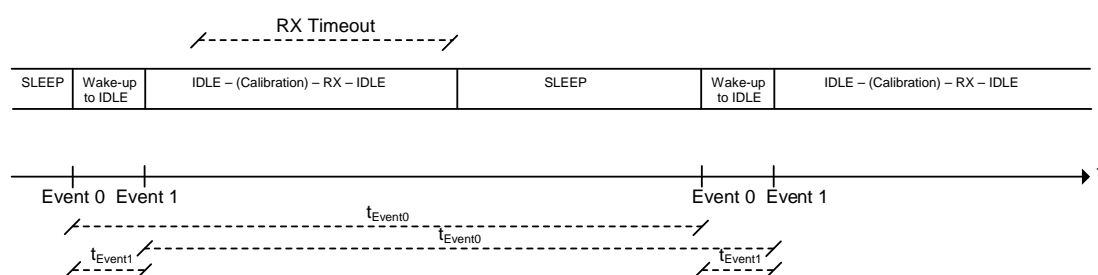 RX Timeout
SLEEP
Wake-up
to IDLE
IDLE – (Calibration) – RX – IDLE
SLEEP
Wake-up
to IDLE
IDLE – (Calibration) – RX – IDLE
Event 0 Event 1
Event 0 Event 1
tEvent0
tEvent0
tEvent1
tEvent1